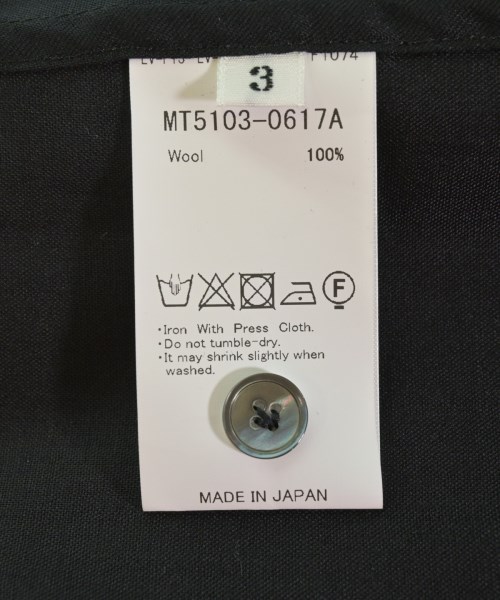 F1074
3
MT5103-0617A
Wool 100%
F
・Iron With Press Cloth.
・Do not tumble-dry.
・It may shrink slightly when
washed.
MADE IN JAPAN